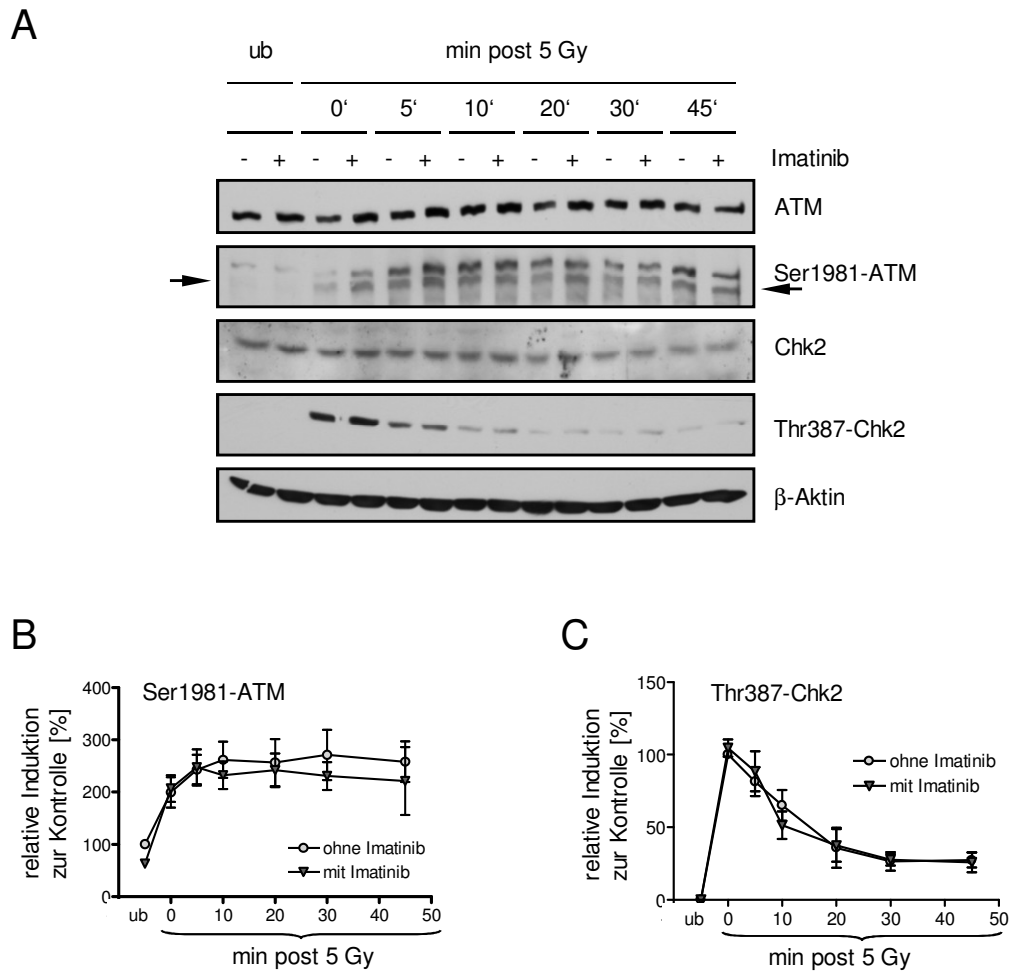 A
ub min post 5 Gy
0‘ 5‘ 10‘ 20‘ 30‘ 45‘
- + - + - + - + - + - + - + Imatinib
ATM
Ser1981-ATM
Chk2
Thr387-Chk2
β-Aktin
B
Ser1981-ATM
relative Induktion
zur Kontrolle [%]
400
300
200
100
0
ohne Imatinib
mit Imatinib
ub 0 10 20 30 40 50
min post 5 Gy
C
Thr387-Chk2
relative Induktion
zur Kontrolle [%]
150
100
50
0
ohne Imatinib
mit Imatinib
ub 0 10 20 30 40 50
min post 5 Gy